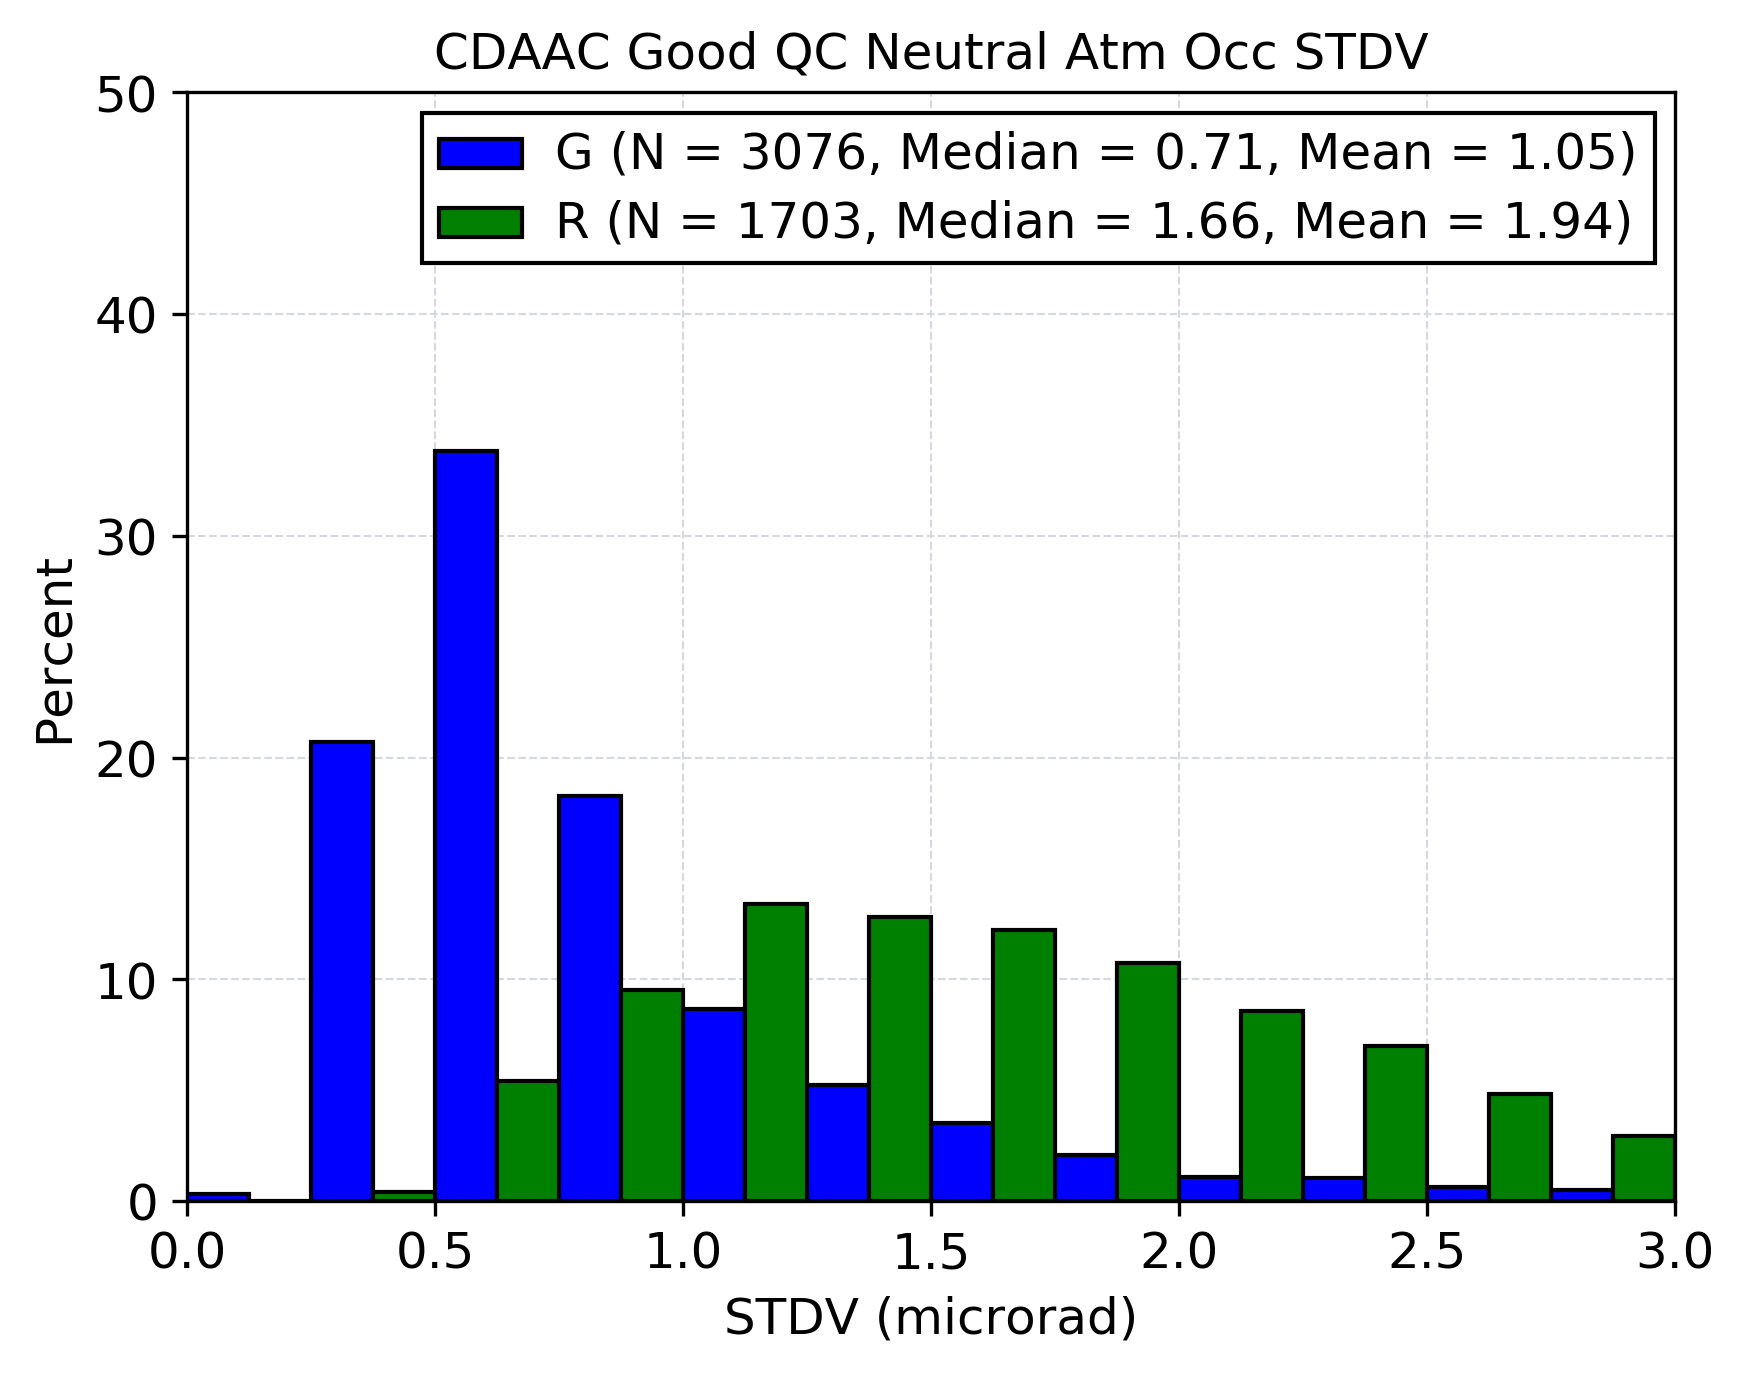 CDAAC Good QC Neutral Atm Occ STDV
G (N = 3076, Median = 0.71, Mean = 1.05)
R (N = 1703, Median = 1.66, Mean = 1.94)
Percent
50
40
30
20
10
0
0.0 0.5 1.0 1.5 2.0 2.5 3.0
STDV (microrad)